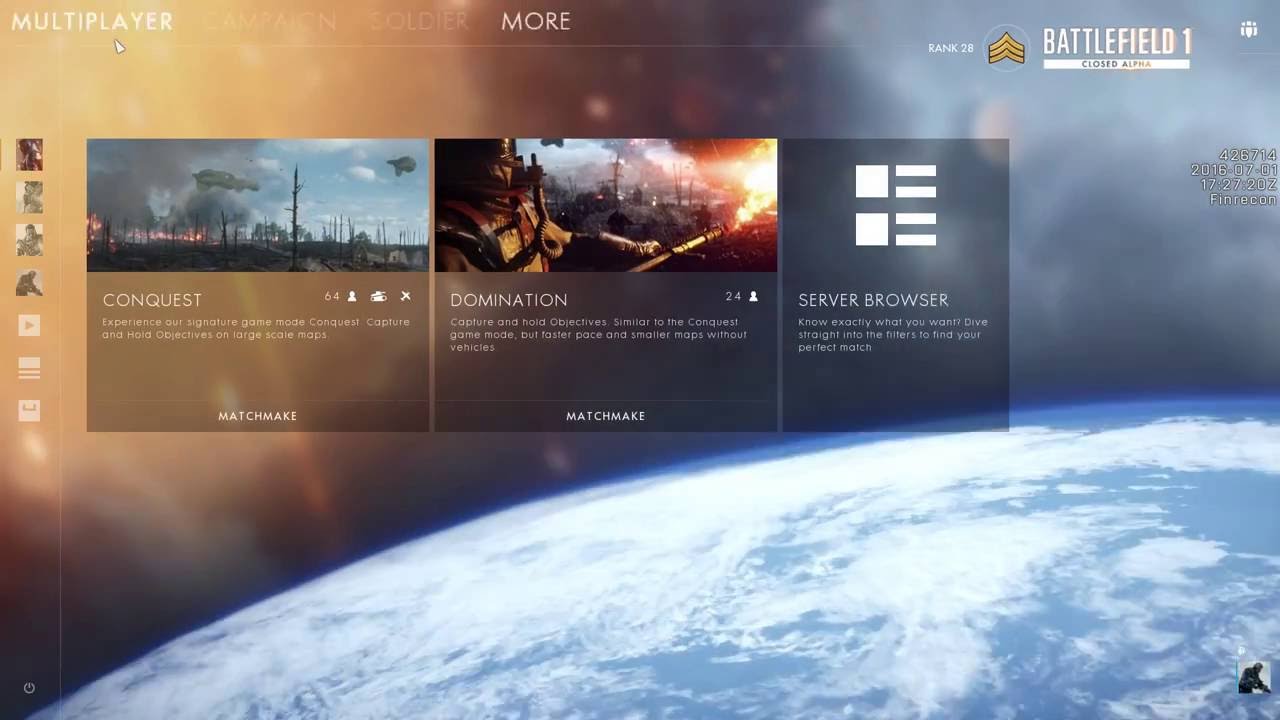 MULTIPLAYER CAMPAIGN SOLDIER MORE
RANK 28
BATTLEFIELD 1
CLOSED ALPHA
426714
2016-07-01
17:27:20Z
Finrecon
CONQUEST 64
Experience our signature game mode Conquest. Capture
and Hold Objectives on large scale maps.
MATCHMAKE
DOMINATION 24
Capture and hold Objectives. Similar to the Conquest
game mode, but faster pace and smaller maps without
vehicles.
MATCHMAKE
SERVER BROWSER
Know exactly what you want? Dive
straight into the filters to find your
perfect match